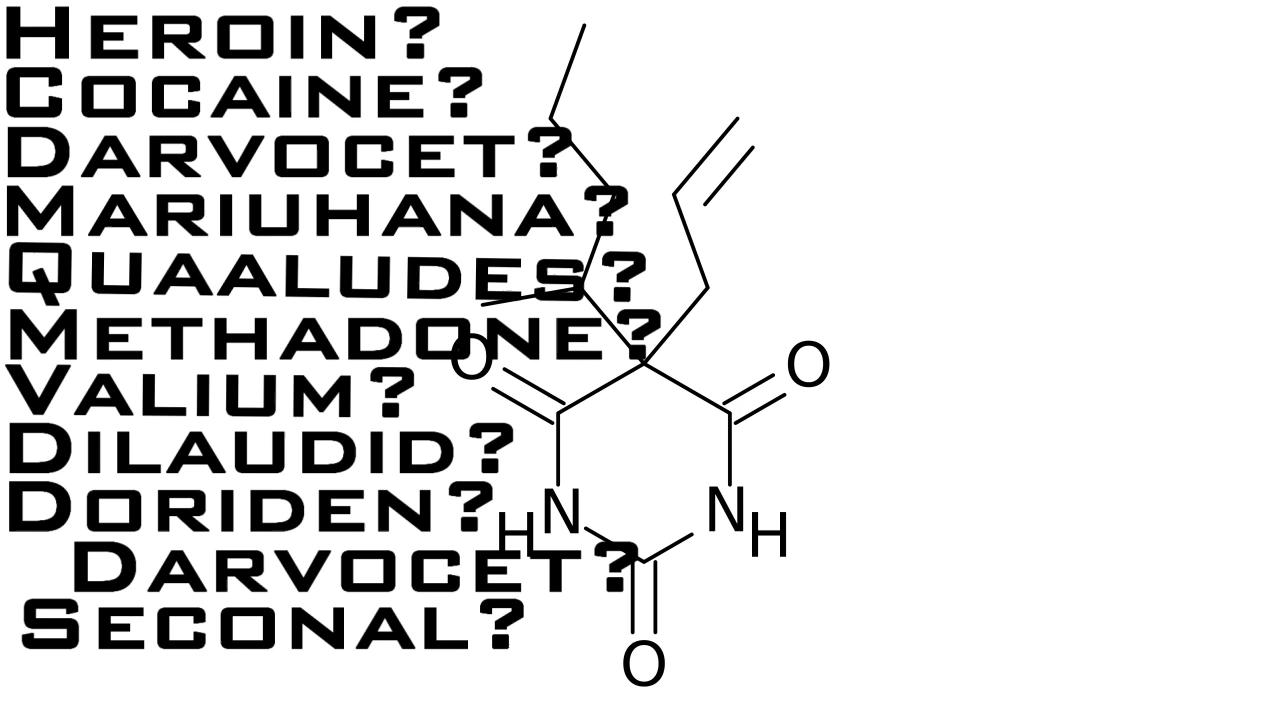 HEROIN?
COCAINE?
DARVOCET?
MARIUHANA?
QUAALUDES?
METHADONE?
VALIUM?
DILAUDID?
DORIDEN?
DARVOCET?
SECONAL?
O O
N H N H
O